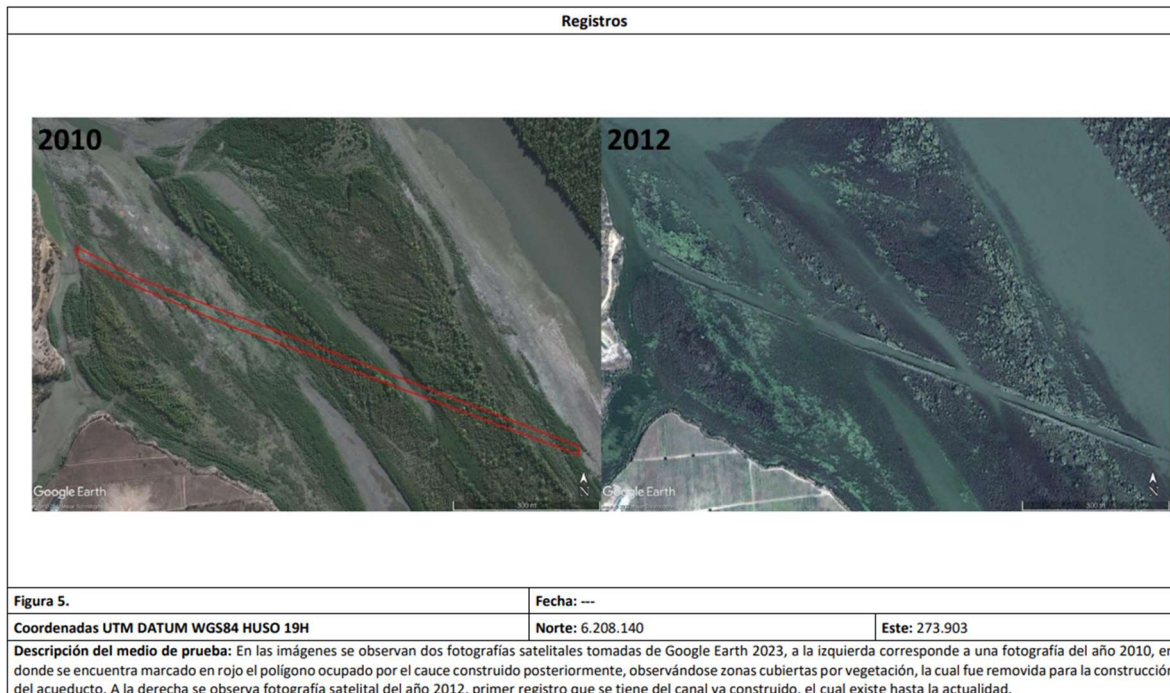 Registros
2010
2012
Google Earth
300 m
Google Earth
300 m
Figura 5.
Fecha: ---
Coordenadas UTM DATUM WGS84 HUSO 19H
Norte: 6.208.140
Este: 273.903
Descripción del medio de prueba: En las imágenes se observan dos fotografías satelitales tomadas de Google Earth 2023, a la izquierda corresponde a una fotografía del año 2010, en
donde se encuentra marcado en rojo el polígono ocupado por el cauce construido posteriormente, observándose zonas cubiertas por vegetación, la cual fue removida para la construcción
del acueducto. A la derecha se observa fotografía satelital del año 2012, primer registro que se tiene del canal ya construido, el cual existe hasta la actualidad.